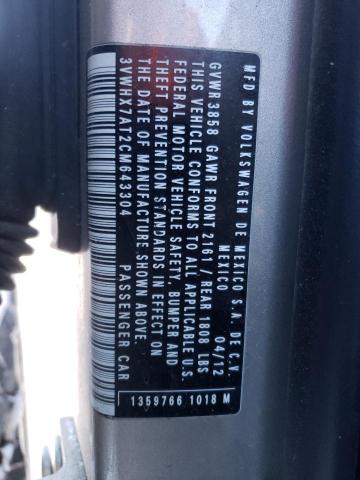 MFD BY VOLKSWAGEN DE MEXICO S.A. DE C.V.
MEXICO 04/12
GVWR 3858 GAWR FRONT 2161 / REAR 1808 LBS
THIS VEHICLE CONFORMS TO ALL APPLICABLE U.S.
FEDERAL MOTOR VEHICLE SAFETY, BUMPER AND
THEFT PREVENTION STANDARDS IN EFFECT ON
THE DATE OF MANUFACTURE SHOWN ABOVE.
3VWHX7AT2CM643304 PASSENGER CAR
1359766 1018 M